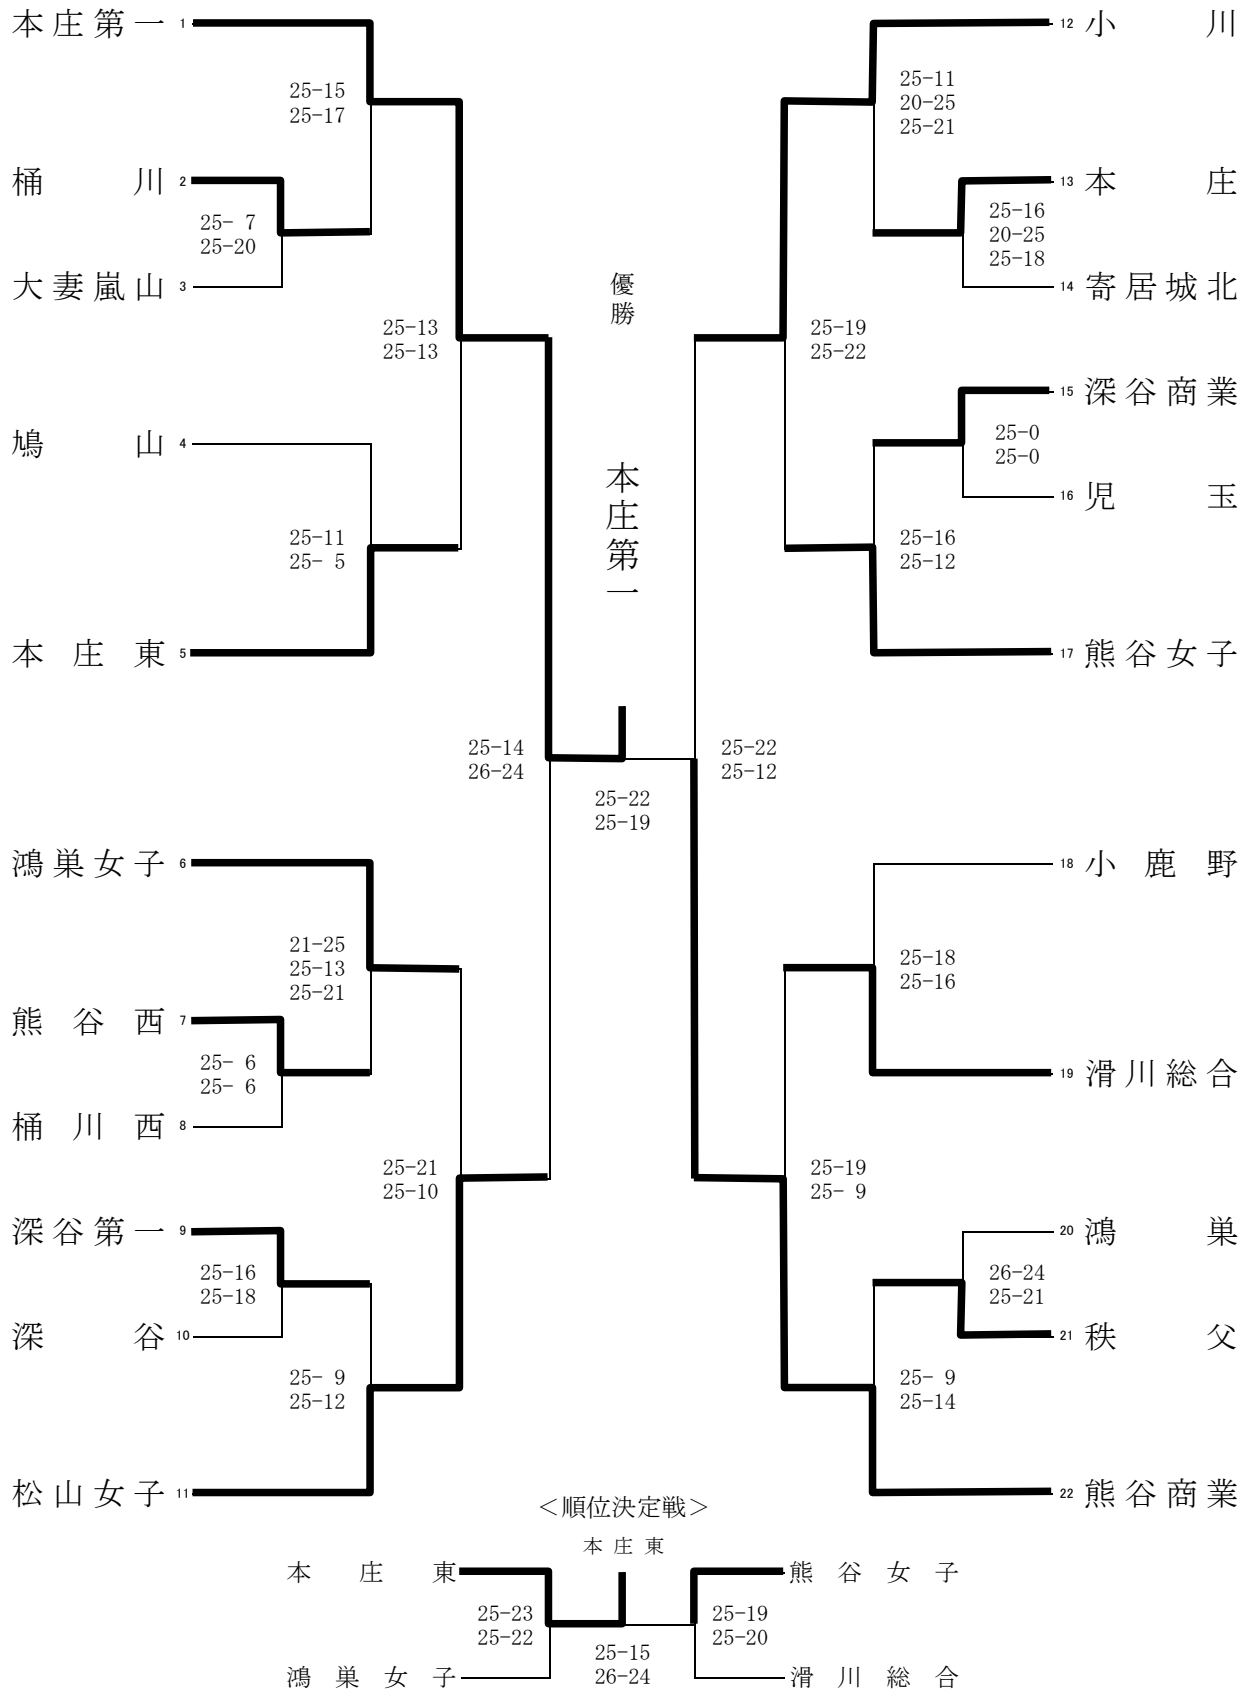 本庄第一 1
25-15
25-17
桶川 2
25- 7
25-20
大妻嵐山 3
25-13
25-13
鳩山 4
25-11
25- 5
本庄東 5
25-14
26-24
鴻巣女子 6
21-25
25-13
25-21
熊谷西 7
25- 6
25- 6
桶川西 8
25-21
25-10
深谷第一 9
25-16
25-18
深谷 10
25- 9
25-12
松山女子 11
優勝
本庄第一
25-22
25-19
12 小川
25-11
20-25
25-21
13 本庄
25-16
20-25
25-18
14 寄居城北
25-19
25-22
15 深谷商業
25-0
25-0
16 児玉
25-16
25-12
17 熊谷女子
25-22
25-12
18 小鹿野
25-18
25-16
19 滑川総合
25-19
25- 9
20 鴻巣
26-24
25-21
21 秩父
25- 9
25-14
22 熊谷商業
＜順位決定戦＞
本庄東
本庄東
25-23
25-22
鴻巣女子
25-15
26-24
熊谷女子
25-19
25-20
滑川総合